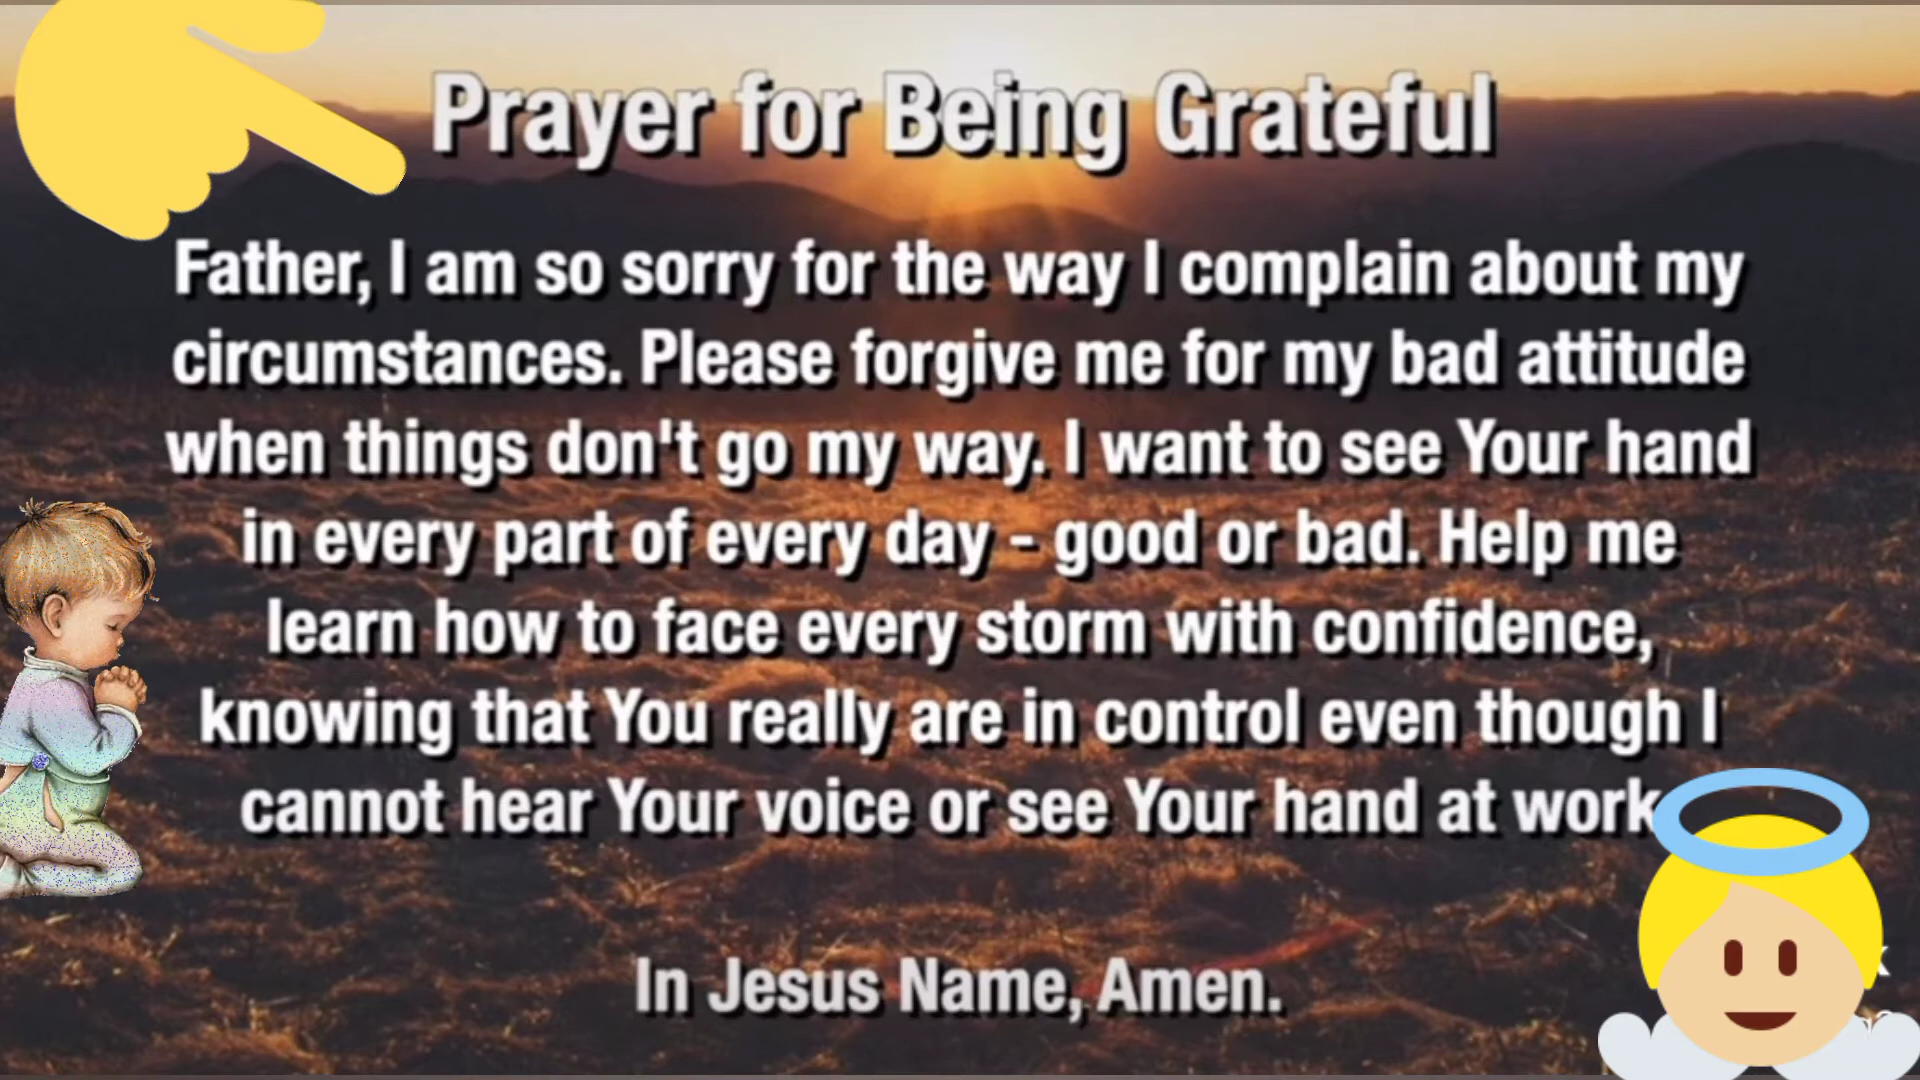 Prayer for Being Grateful
Father, I am so sorry for the way I complain about my
circumstances. Please forgive me for my bad attitude
when things don't go my way. I want to see Your hand
in every part of every day - good or bad. Help me
learn how to face every storm with confidence,
knowing that You really are in control even though I
cannot hear Your voice or see Your hand at work
In Jesus Name, Amen.